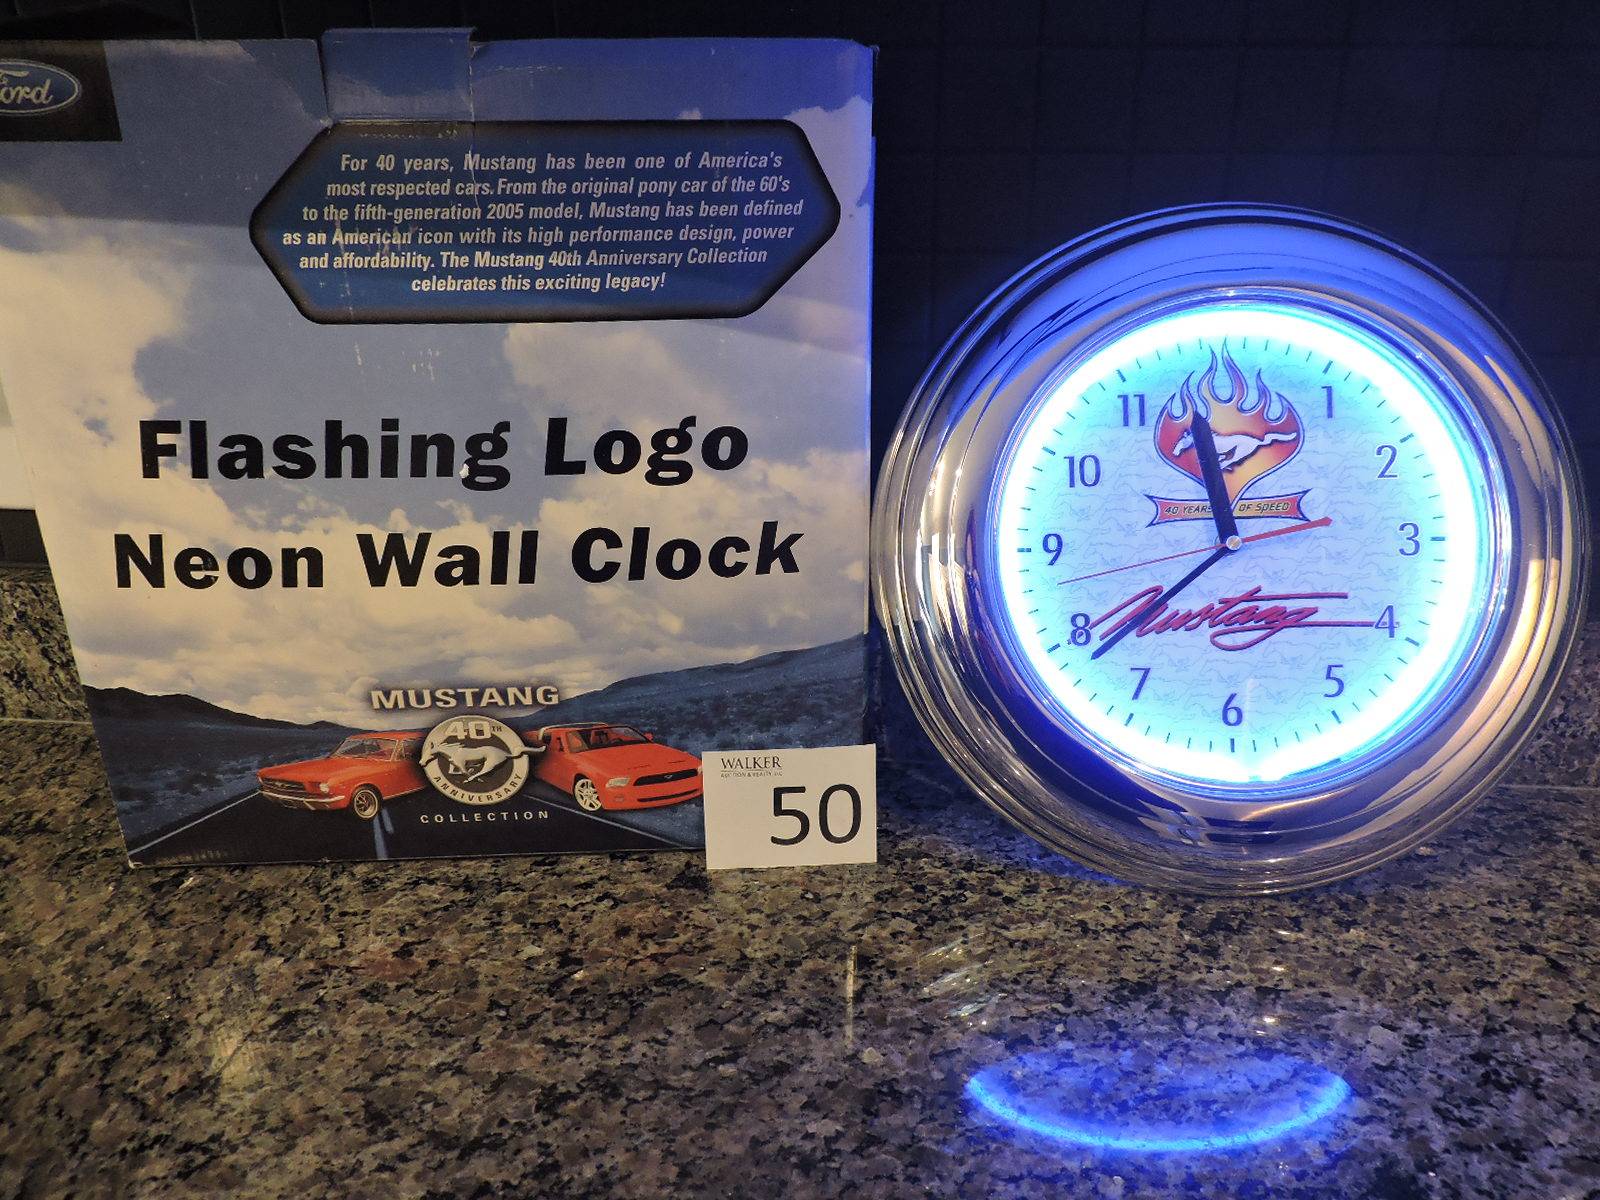 Ford
For 40 years, Mustang has been one of America's
most respected cars. From the original pony car of the 60's
to the fifth-generation 2005 model, Mustang has been defined
as an American icon with its high performance design, power
and affordability. The Mustang 40th Anniversary Collection
celebrates this exciting legacy!
Flashing Logo
Neon Wall Clock
MUSTANG
40TH
ANNIVERSARY
COLLECTION
WALKER
AUCTION & REALTY LLC
50
11
1
10
2
9
3
8
4
7
5
6
40 YEARS OF SPEED
Mustang